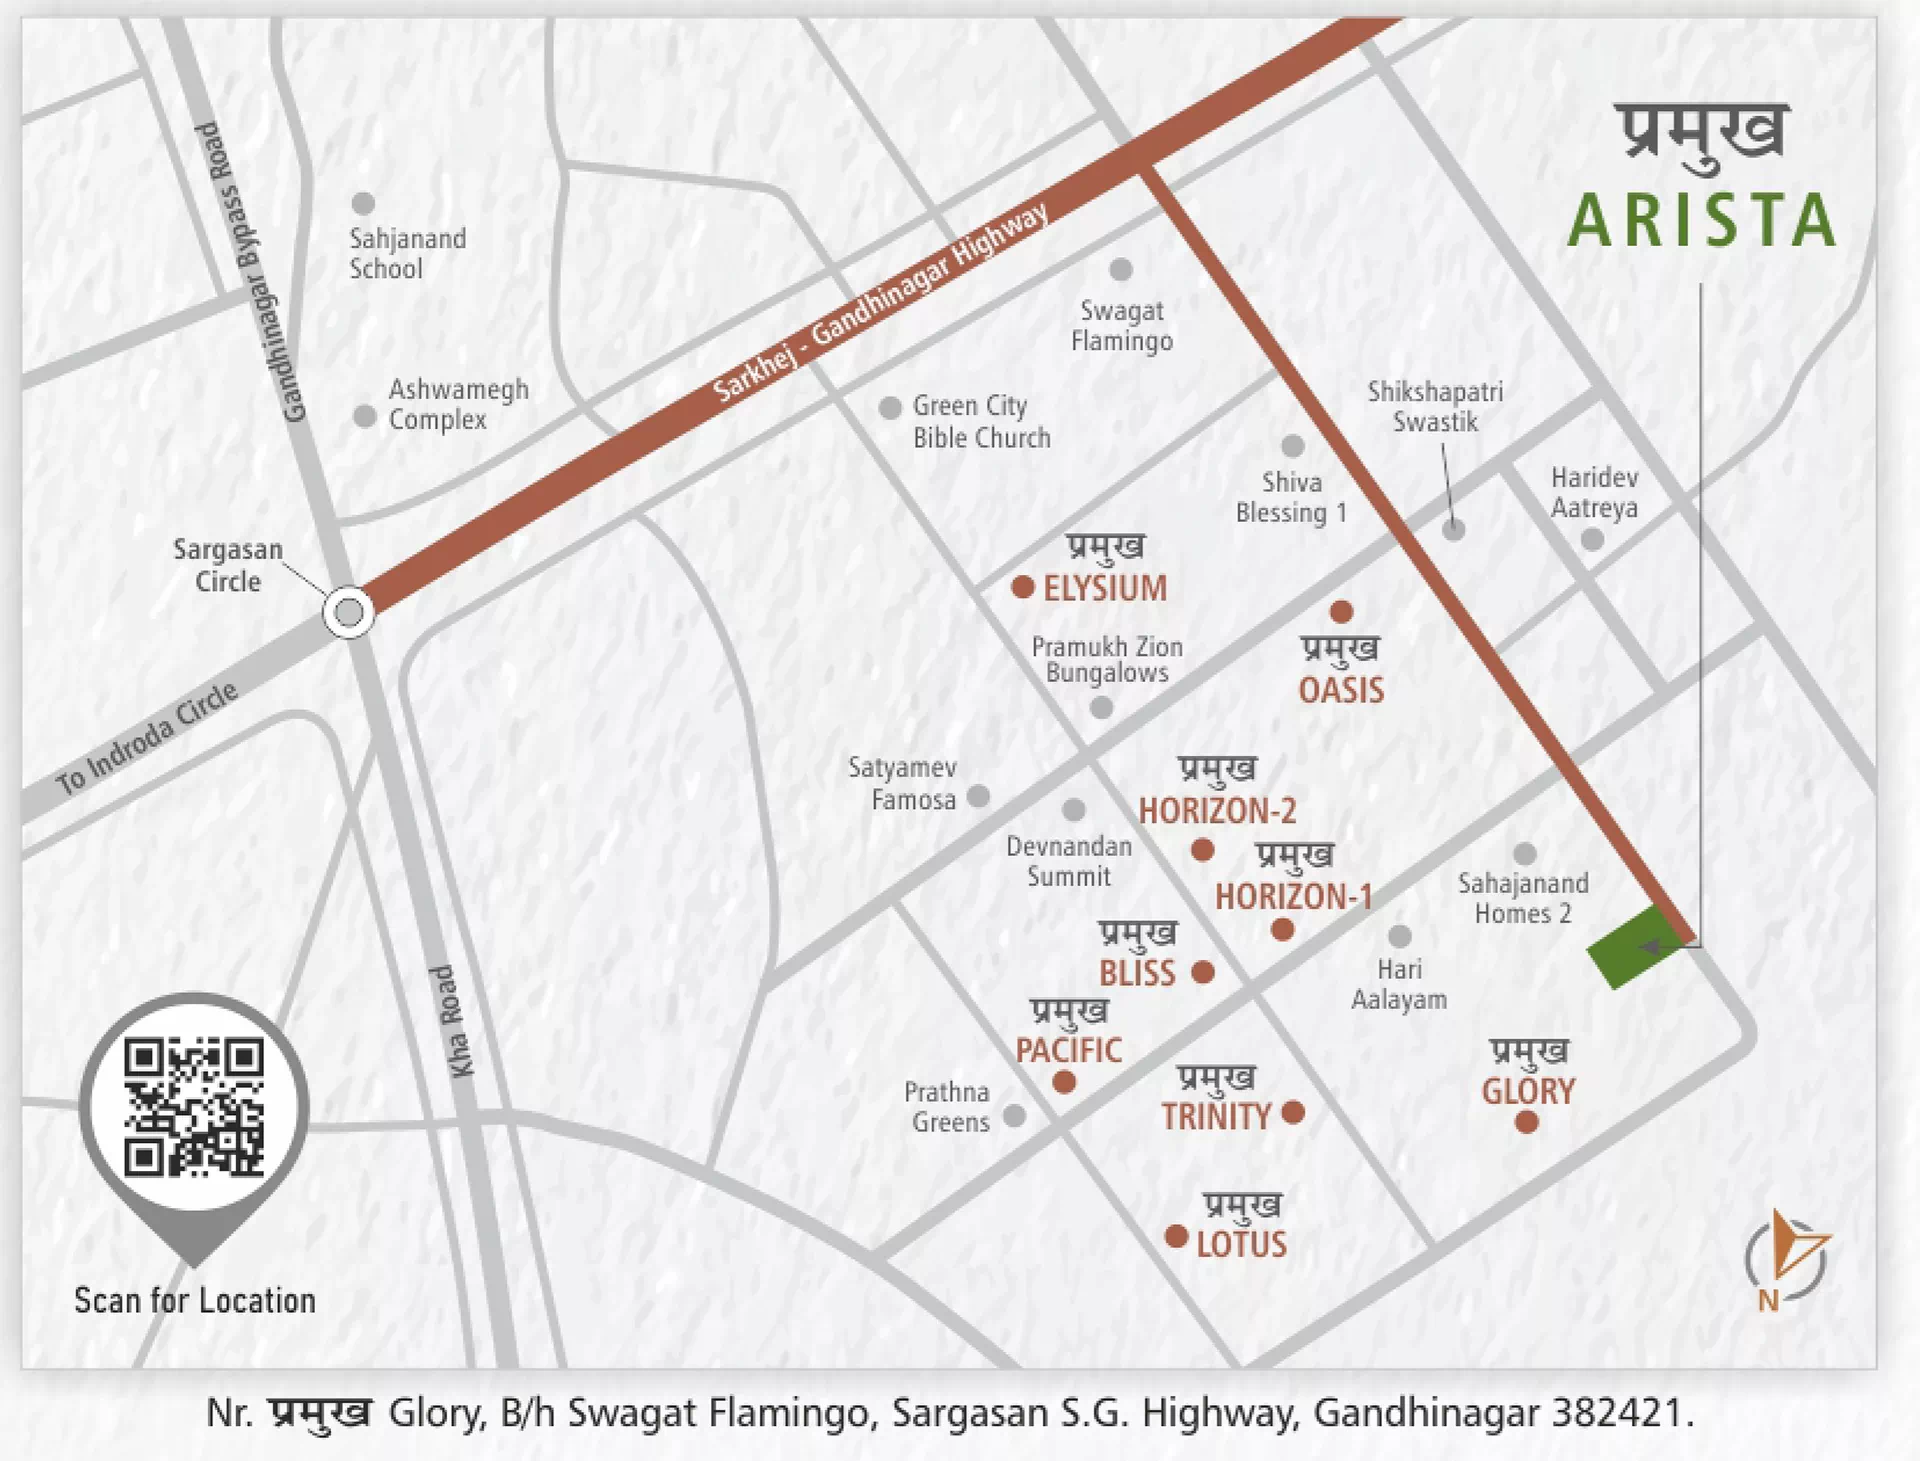 प्रमुख
ARISTA
Gandhinagar Bypass Road
Sahjanand
School
Ashwamegh
Complex
Sarkhej - Gandhinagar Highway
Swagat
Flamingo
Green City
Bible Church
Shikshapatri
Swastik
Shiva
Blessing 1
Haridev
Aatreya
Sargasan
Circle
To Indroda Circle
प्रमुख
ELYSIUM
Pramukh Zion
Bungalows
प्रमुख
OASIS
Satyamev
Famosa
Devnandan
Summit
प्रमुख
HORIZON-2
प्रमुख
HORIZON-1
Sahajanand
Homes 2
प्रमुख
BLISS
Hari
Aalayam
Kha Road
प्रमुख
PACIFIC
Prathna
Greens
प्रमुख
TRINITY
प्रमुख
GLORY
प्रमुख
LOTUS
N
Scan for Location
Nr. प्रमुख Glory, B/h Swagat Flamingo, Sargasan S.G. Highway, Gandhinagar 382421.